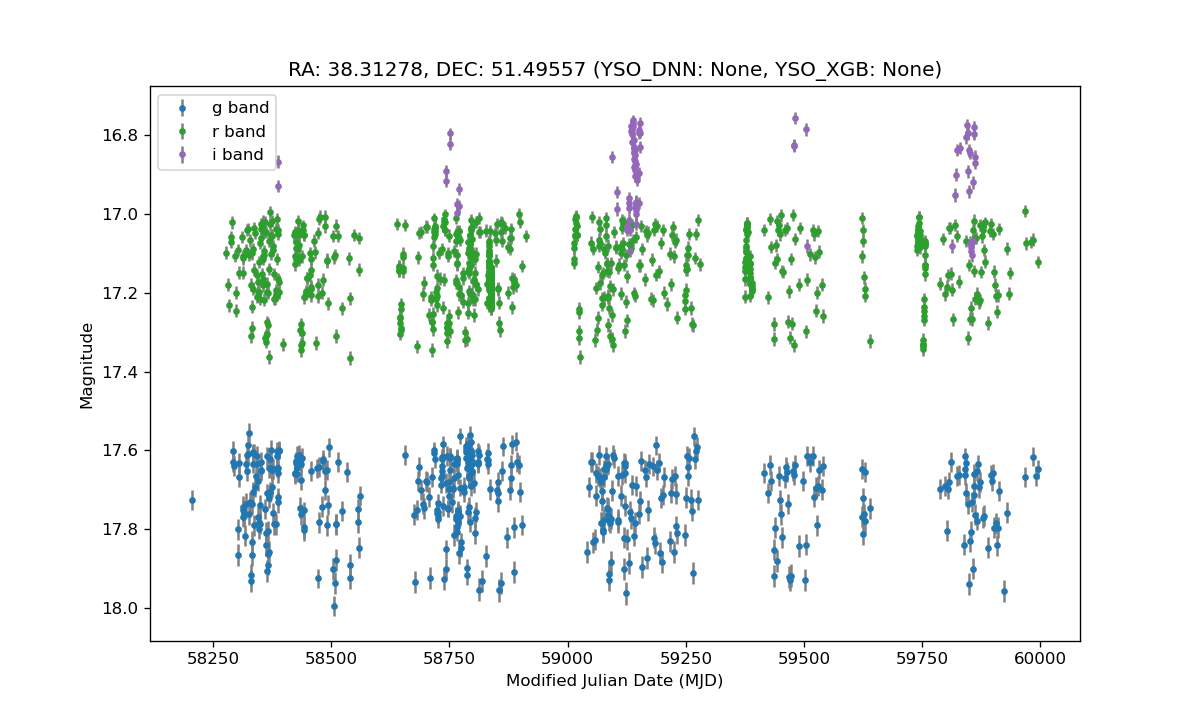 RA: 38.31278, DEC: 51.49557 (YSO_DNN: None, YSO_XGB: None)
g band
r band
i band
16.8
17.0
17.2
17.4
17.6
17.8
18.0
Magnitude
58250 58500 58750 59000 59250 59500 59750 60000
Modified Julian Date (MJD)